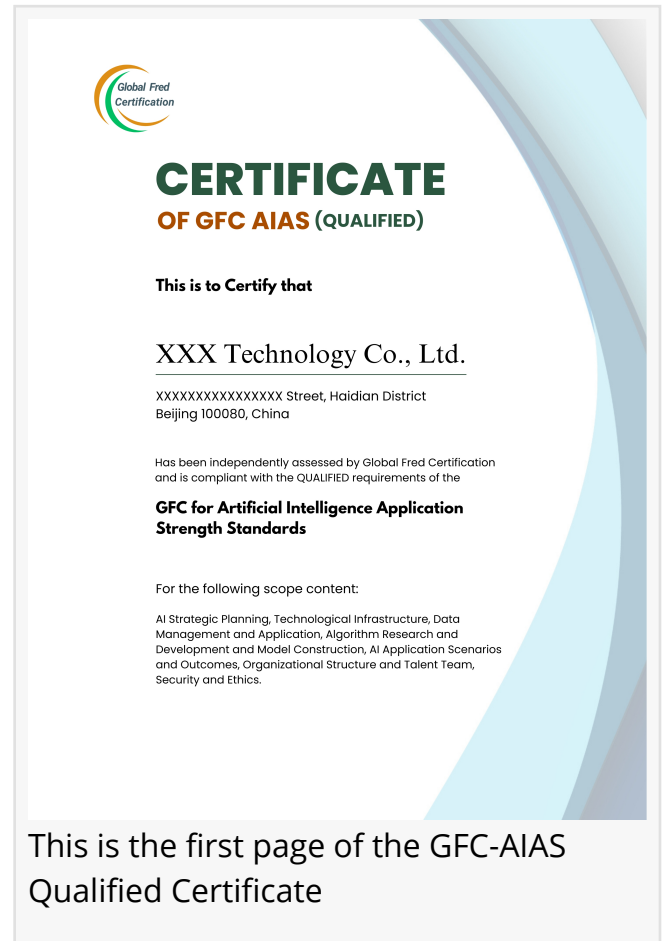 Global Fred
Certification
CERTIFICATE
OF GFC AIAS (QUALIFIED)
This is to Certify that
XXX Technology Co., Ltd.
XXXXXXXXXXXXXXXX Street, Haidian District
Beijing 100080, China
Has been independently assessed by Global Fred Certification
and is compliant with the QUALIFIED requirements of the
GFC for Artificial Intelligence Application
Strength Standards
For the following scope content:
AI Strategic Planning, Technological Infrastructure, Data
Management and Application, Algorithm Research and
Development and Model Construction, AI Application Scenarios
and Outcomes, Organizational Structure and Talent Team,
Security and Ethics.
This is the first page of the GFC-AIAS
Qualified Certificate